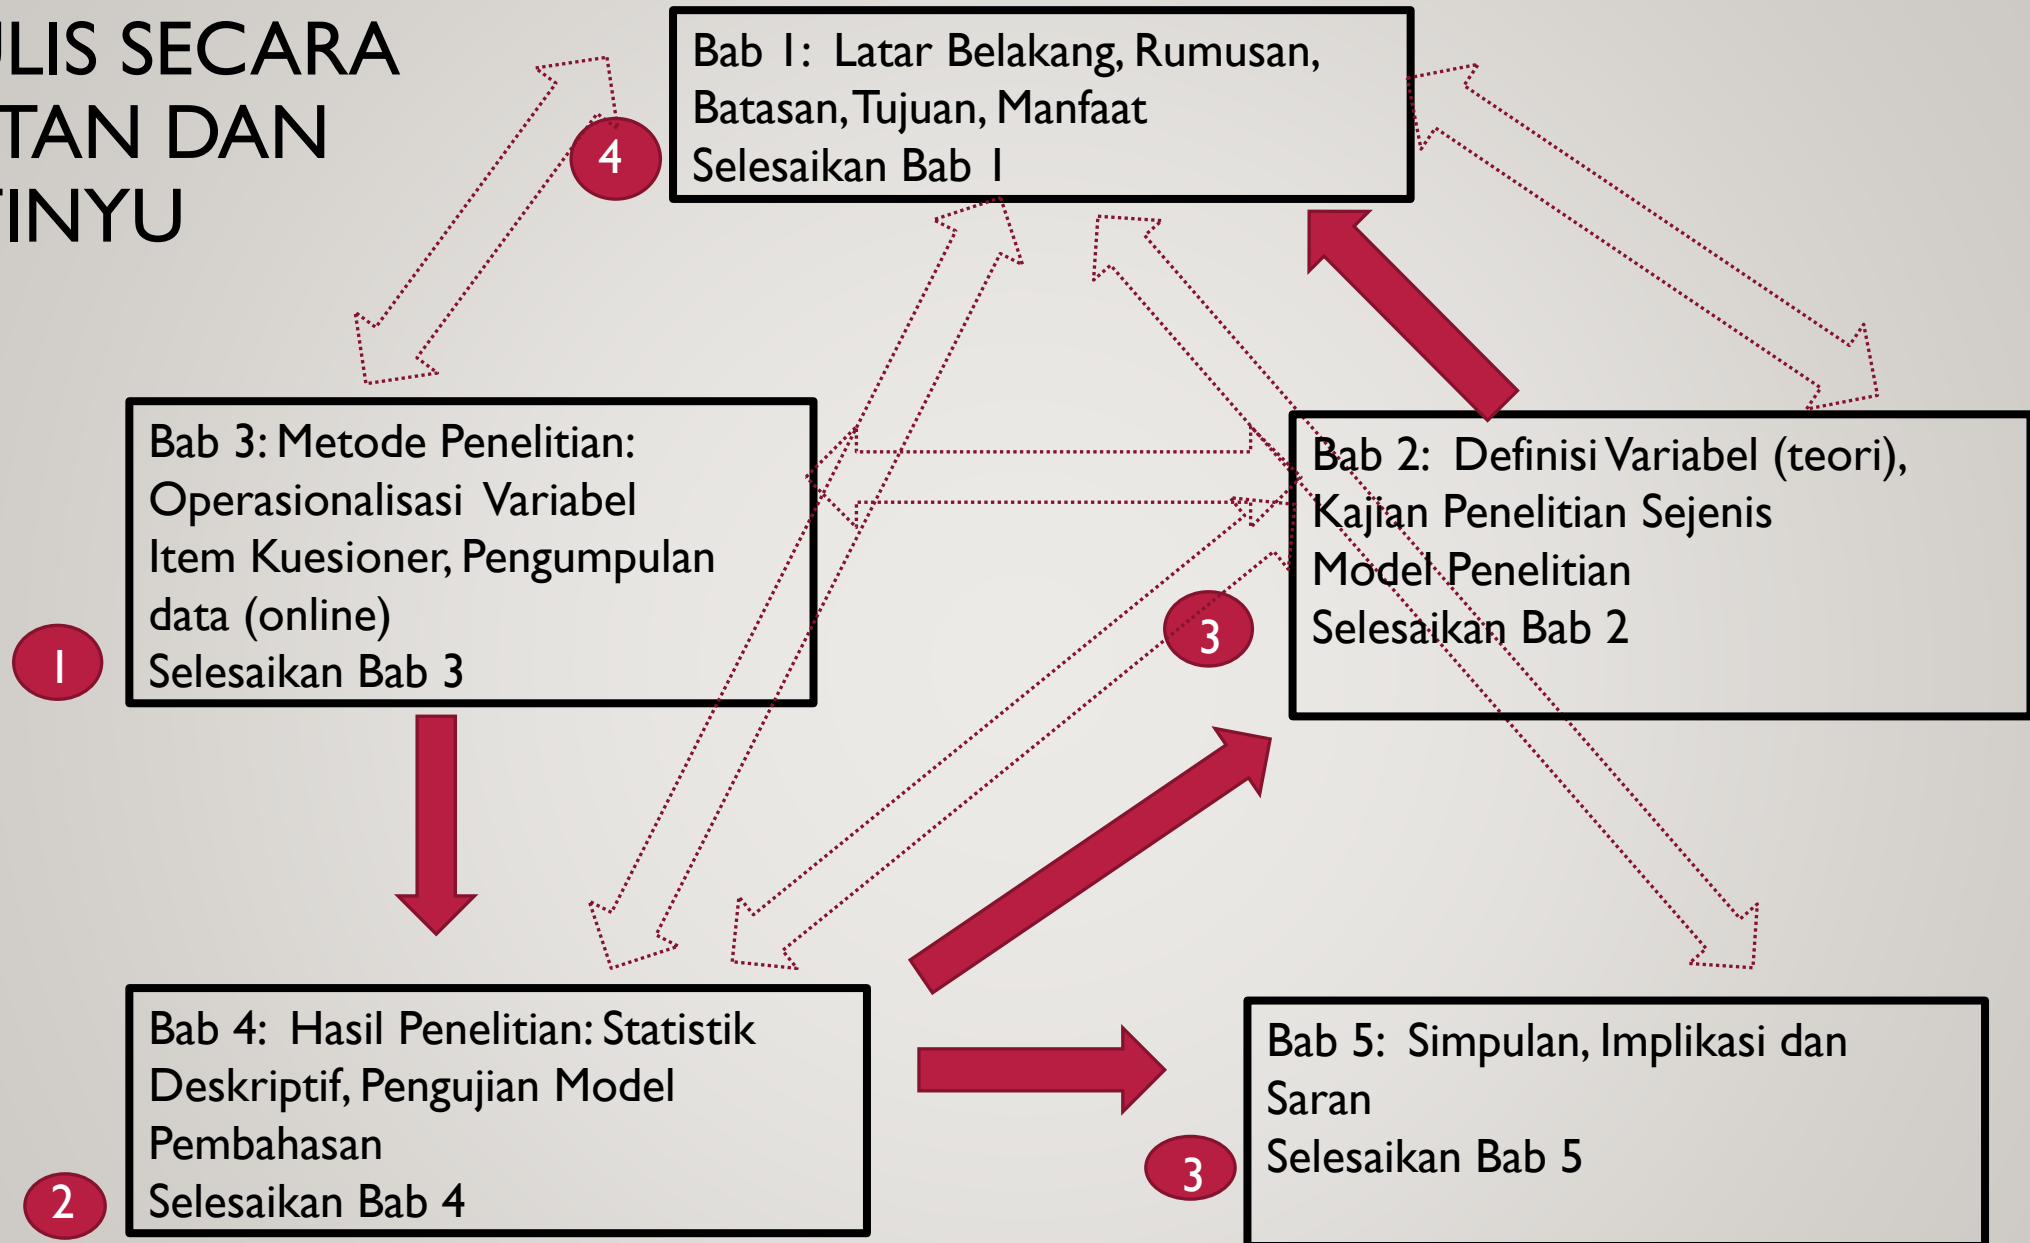 LIS SECARA
TAN DAN
TINYU
4
Bab 1: Latar Belakang, Rumusan,
Batasan, Tujuan, Manfaat
Selesaikan Bab 1
1
Bab 3: Metode Penelitian:
Operasionalisasi Variabel
Item Kuesioner, Pengumpulan
data (online)
Selesaikan Bab 3
3
Bab 2: Definisi Variabel (teori),
Kajian Penelitian Sejenis
Model Penelitian
Selesaikan Bab 2
2
Bab 4: Hasil Penelitian: Statistik
Deskriptif, Pengujian Model
Pembahasan
Selesaikan Bab 4
3
Bab 5: Simpulan, Implikasi dan
Saran
Selesaikan Bab 5